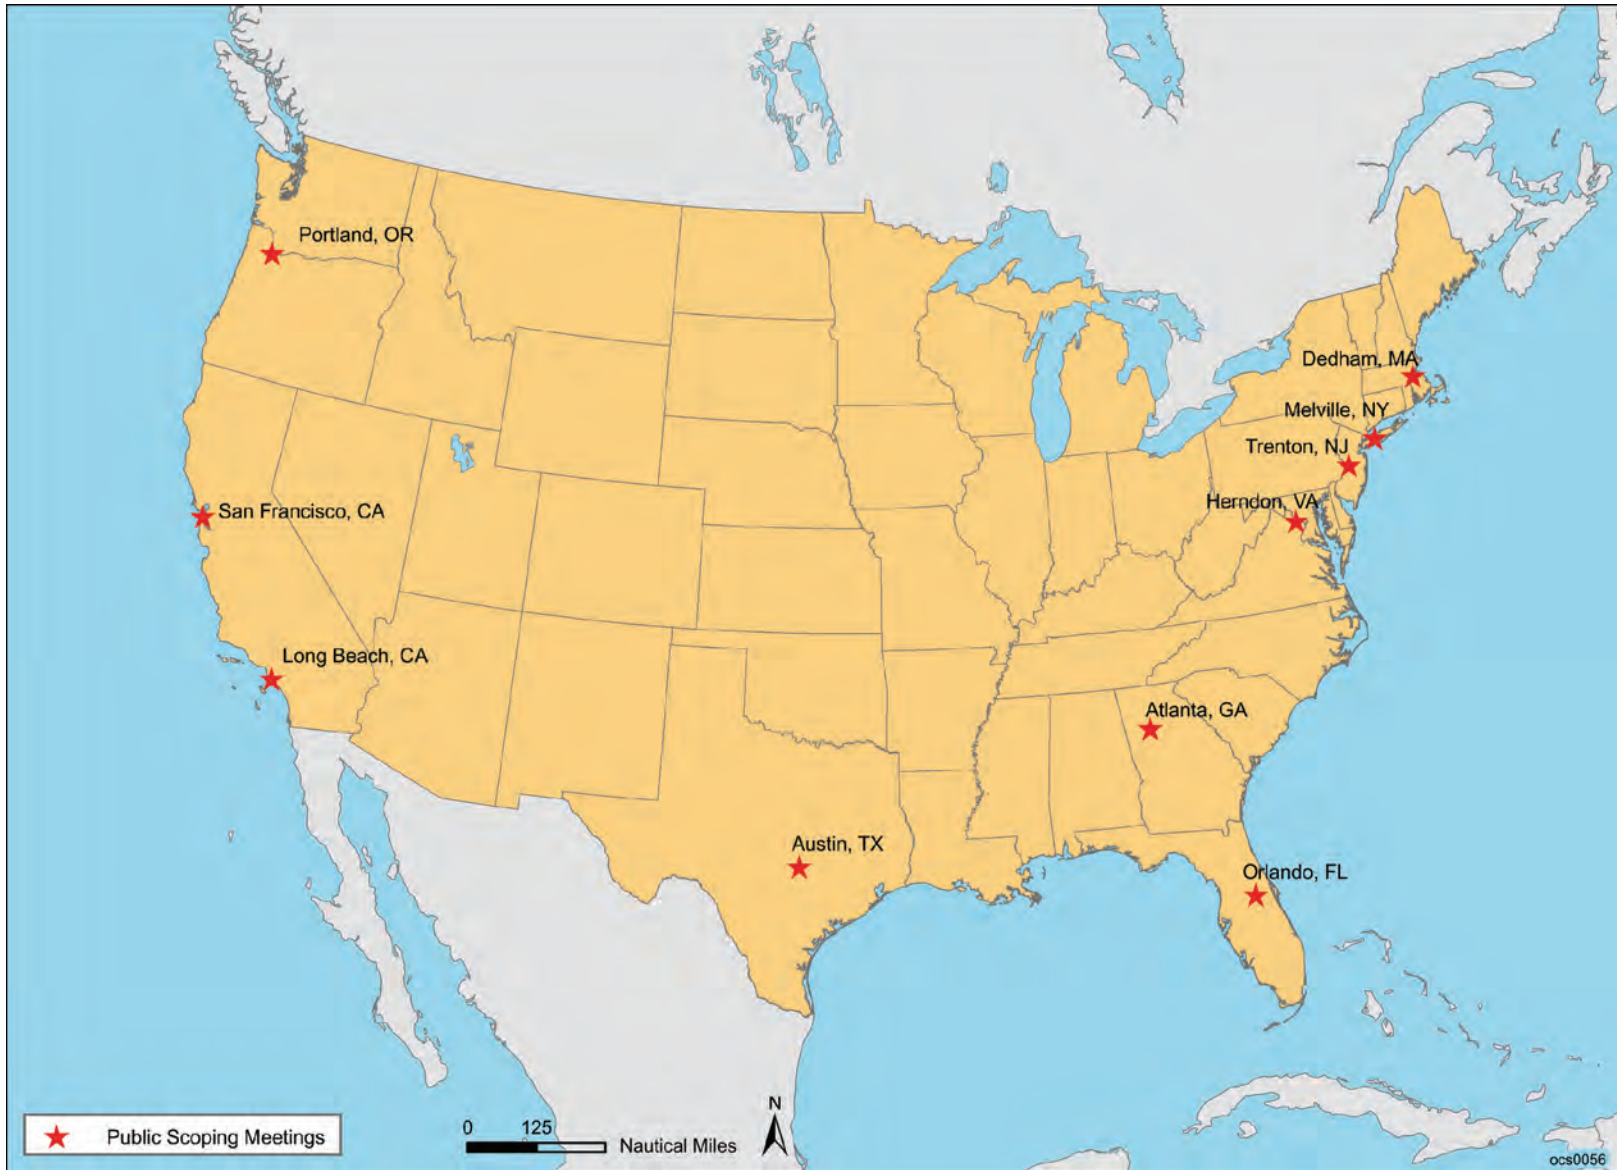 Portland, OR
Dedham, MA
Melville, NY
Trenton, NJ
Herndon, VA
San Francisco, CA
Long Beach, CA
Atlanta, GA
Austin, TX
Orlando, FL
Public Scoping Meetings
0 125
Nautical Miles
N
ocs0056